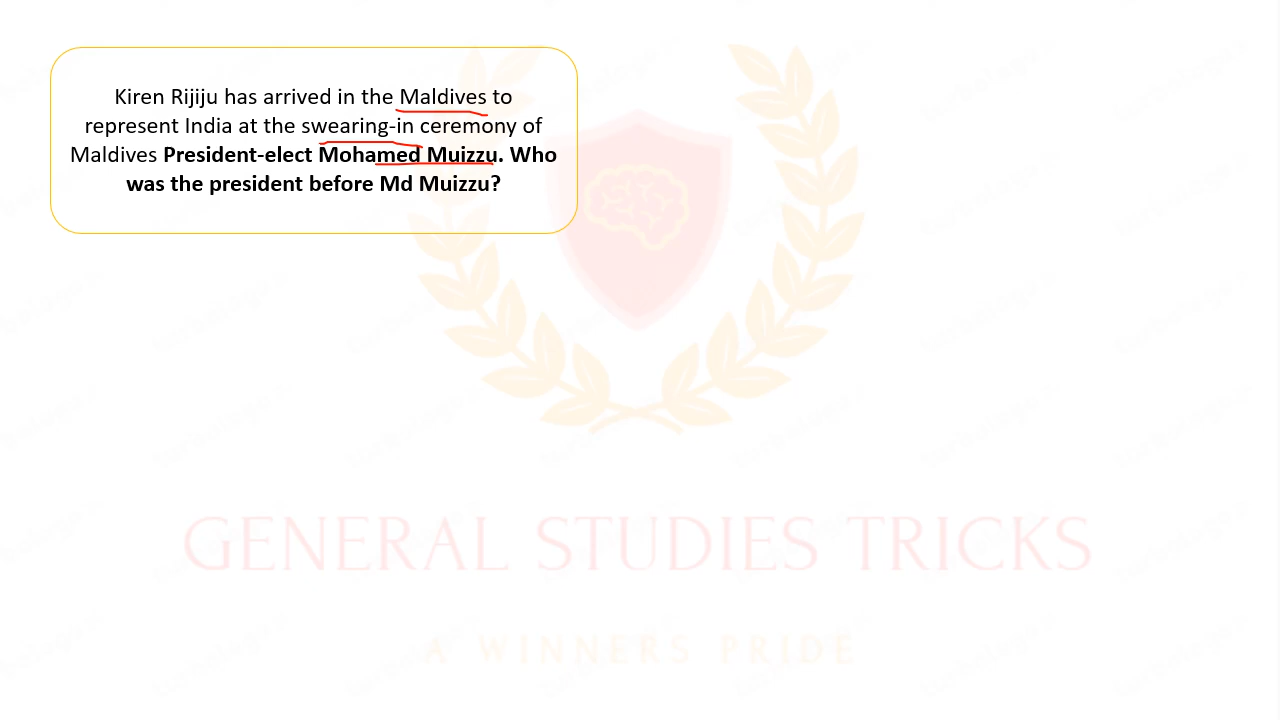 Kiren Rijiju has arrived in the Maldives to
represent India at the swearing-in ceremony of
Maldives President-elect Mohamed Muizzu. Who
was the president before Md Muizzu?
GENERAL STUDIES TRICKS
A WINNERS PRIDE